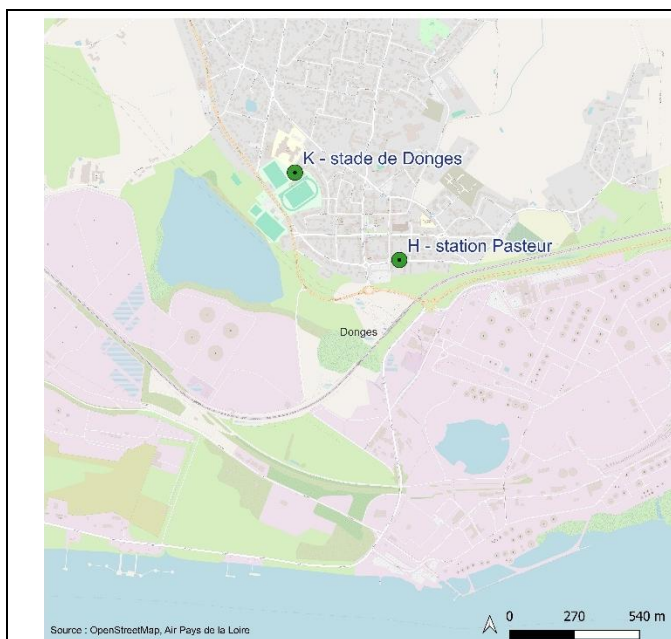 K - stade de Donges
H - station Pasteur
Donges
Source : OpenStreetMap, Air Pays de la Loire
0 270 540 m